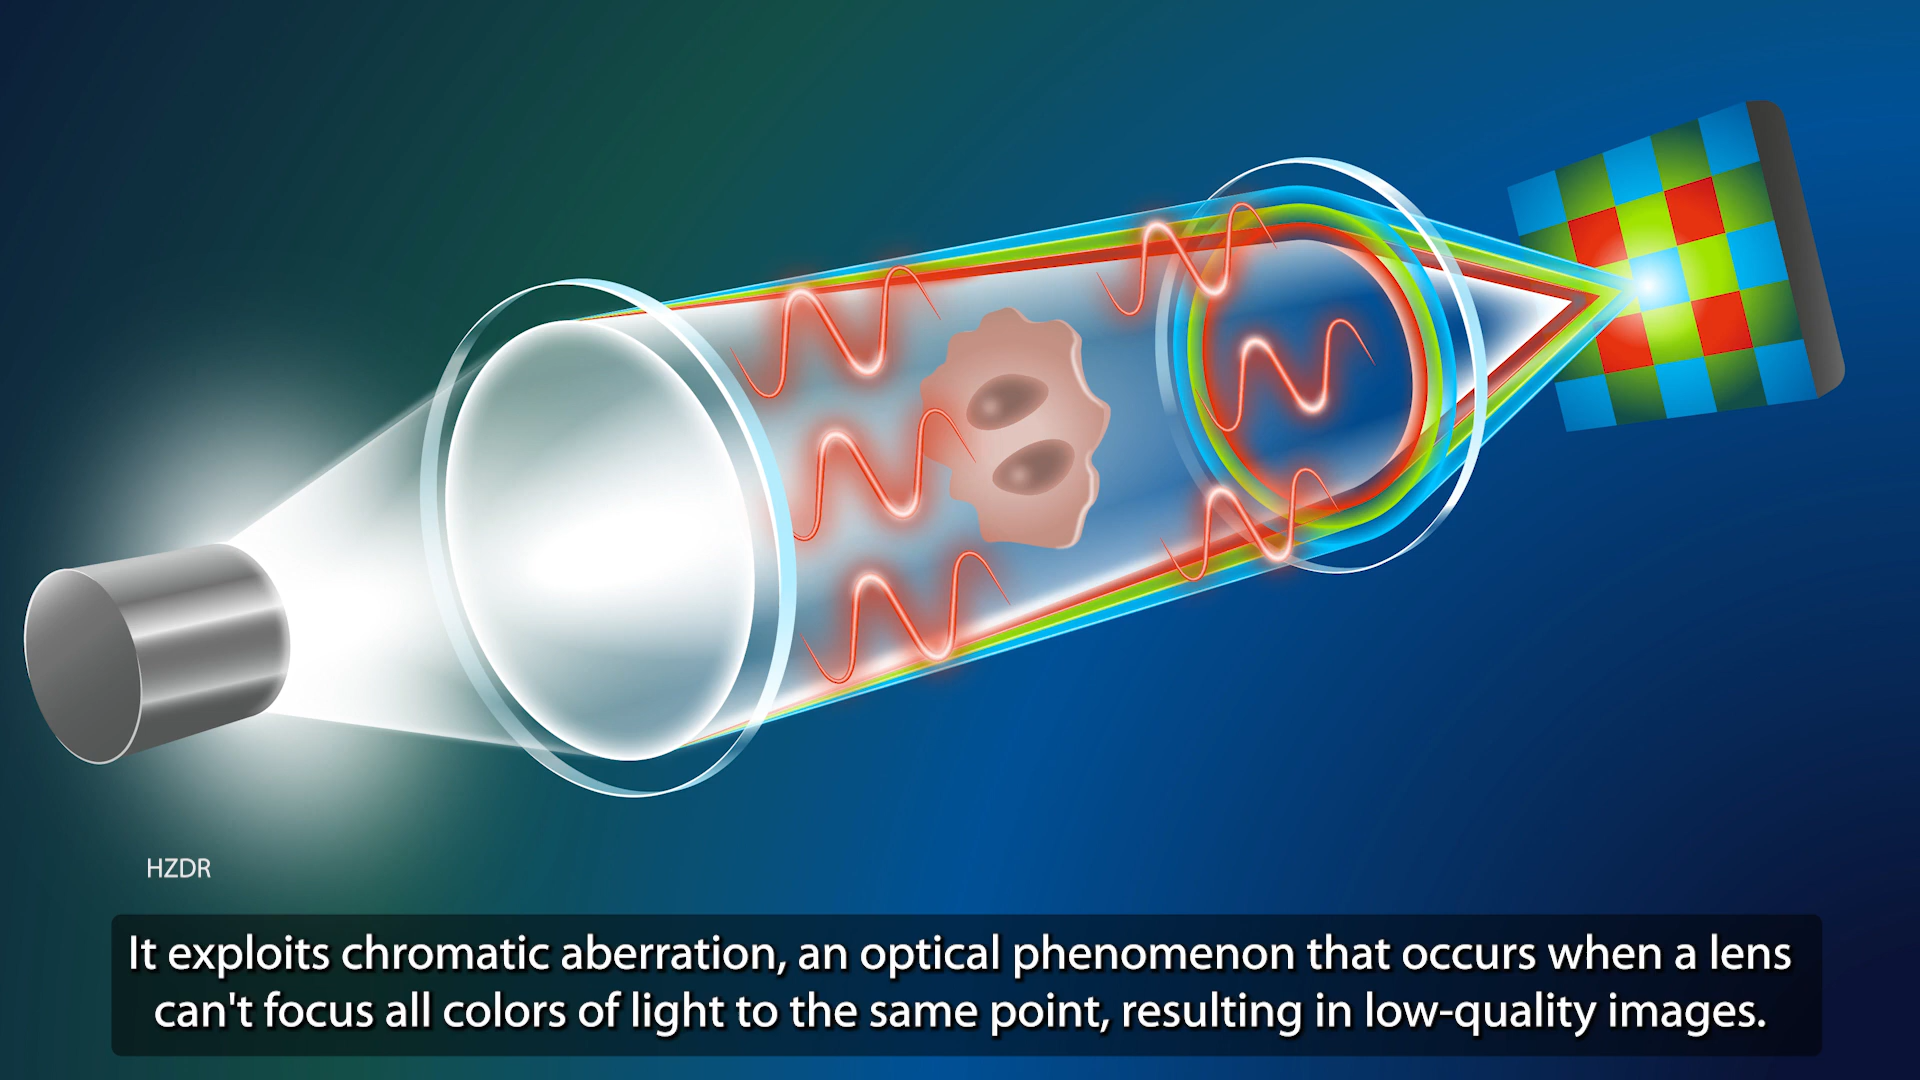 HZDR
It exploits chromatic aberration, an optical phenomenon that occurs when a lens
can't focus all colors of light to the same point, resulting in low-quality images.